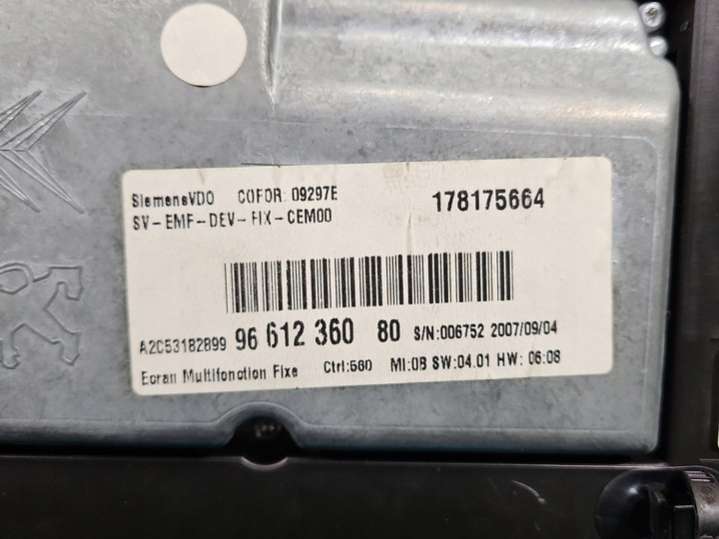 SiemensVDO COFOR: 09297E 178175664
SV-EMF-DEV-FIX-CEM00
A2C53182899 96 612 360 80 S/N:006752 2007/09/04
Ecran Multifonction Fixe Ctrl:560 MI:0B SW:04.01 HW: 06:08